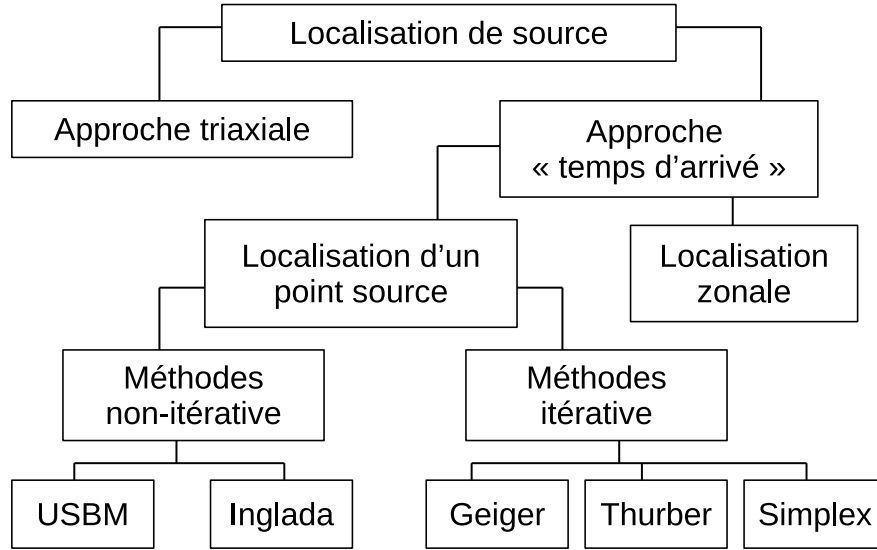 Localisation de source
Approche triaxiale
Approche
« temps d’arrivé »
Localisation d’un
point source
Localisation
zonale
Méthodes
non-itérative
Méthodes
itérative
USBM
Inglada
Geiger
Thurber
Simplex